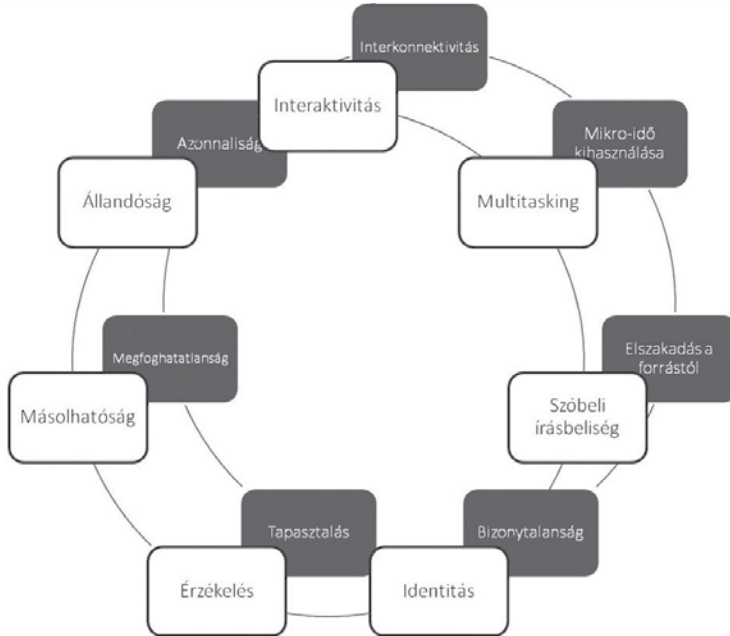 Interkonnektivitás
Interaktivitás
Azonnaliság
Mikro-idő
kihasználása
Állandóság
Multitasking
Megfoghatatlanság
Elszakadás a
forrástól
Másolhatóság
Szóbeli
írásbeliség
Tapasztalás
Bizonytalanság
Érzékelés
Identitás